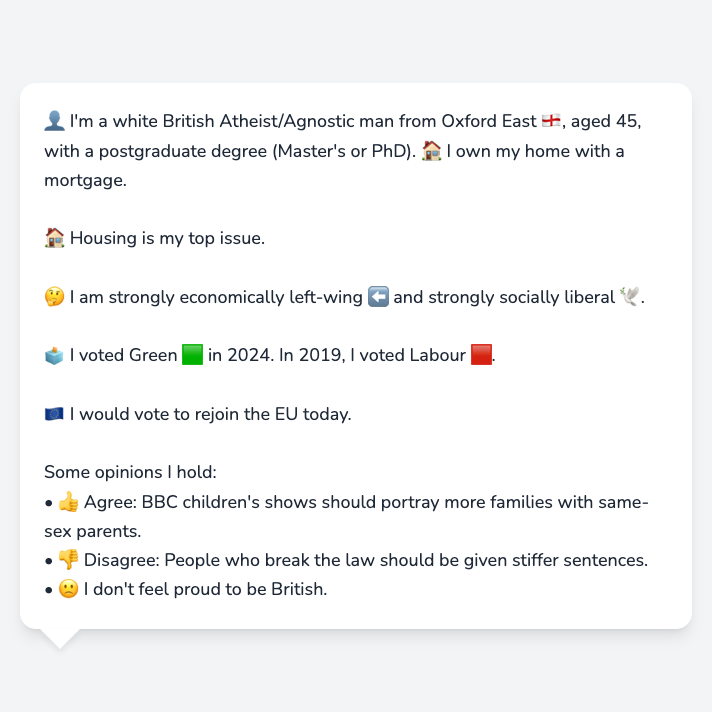 👤 I'm a white British Atheist/Agnostic man from Oxford East 🏴󠁧󠁢󠁥󠁮󠁧󠁿, aged 45,
with a postgraduate degree (Master's or PhD). 🏠 I own my home with a
mortgage.
🏠 Housing is my top issue.
🤔 I am strongly economically left-wing ⬅️ and strongly socially liberal 🕊️.
🗳️ I voted Green 🟩 in 2024. In 2019, I voted Labour 🟥.
🇪🇺 I would vote to rejoin the EU today.
Some opinions I hold:
• 👍 Agree: BBC children's shows should portray more families with same-
sex parents.
• 👎 Disagree: People who break the law should be given stiffer sentences.
• 🙁 I don't feel proud to be British.